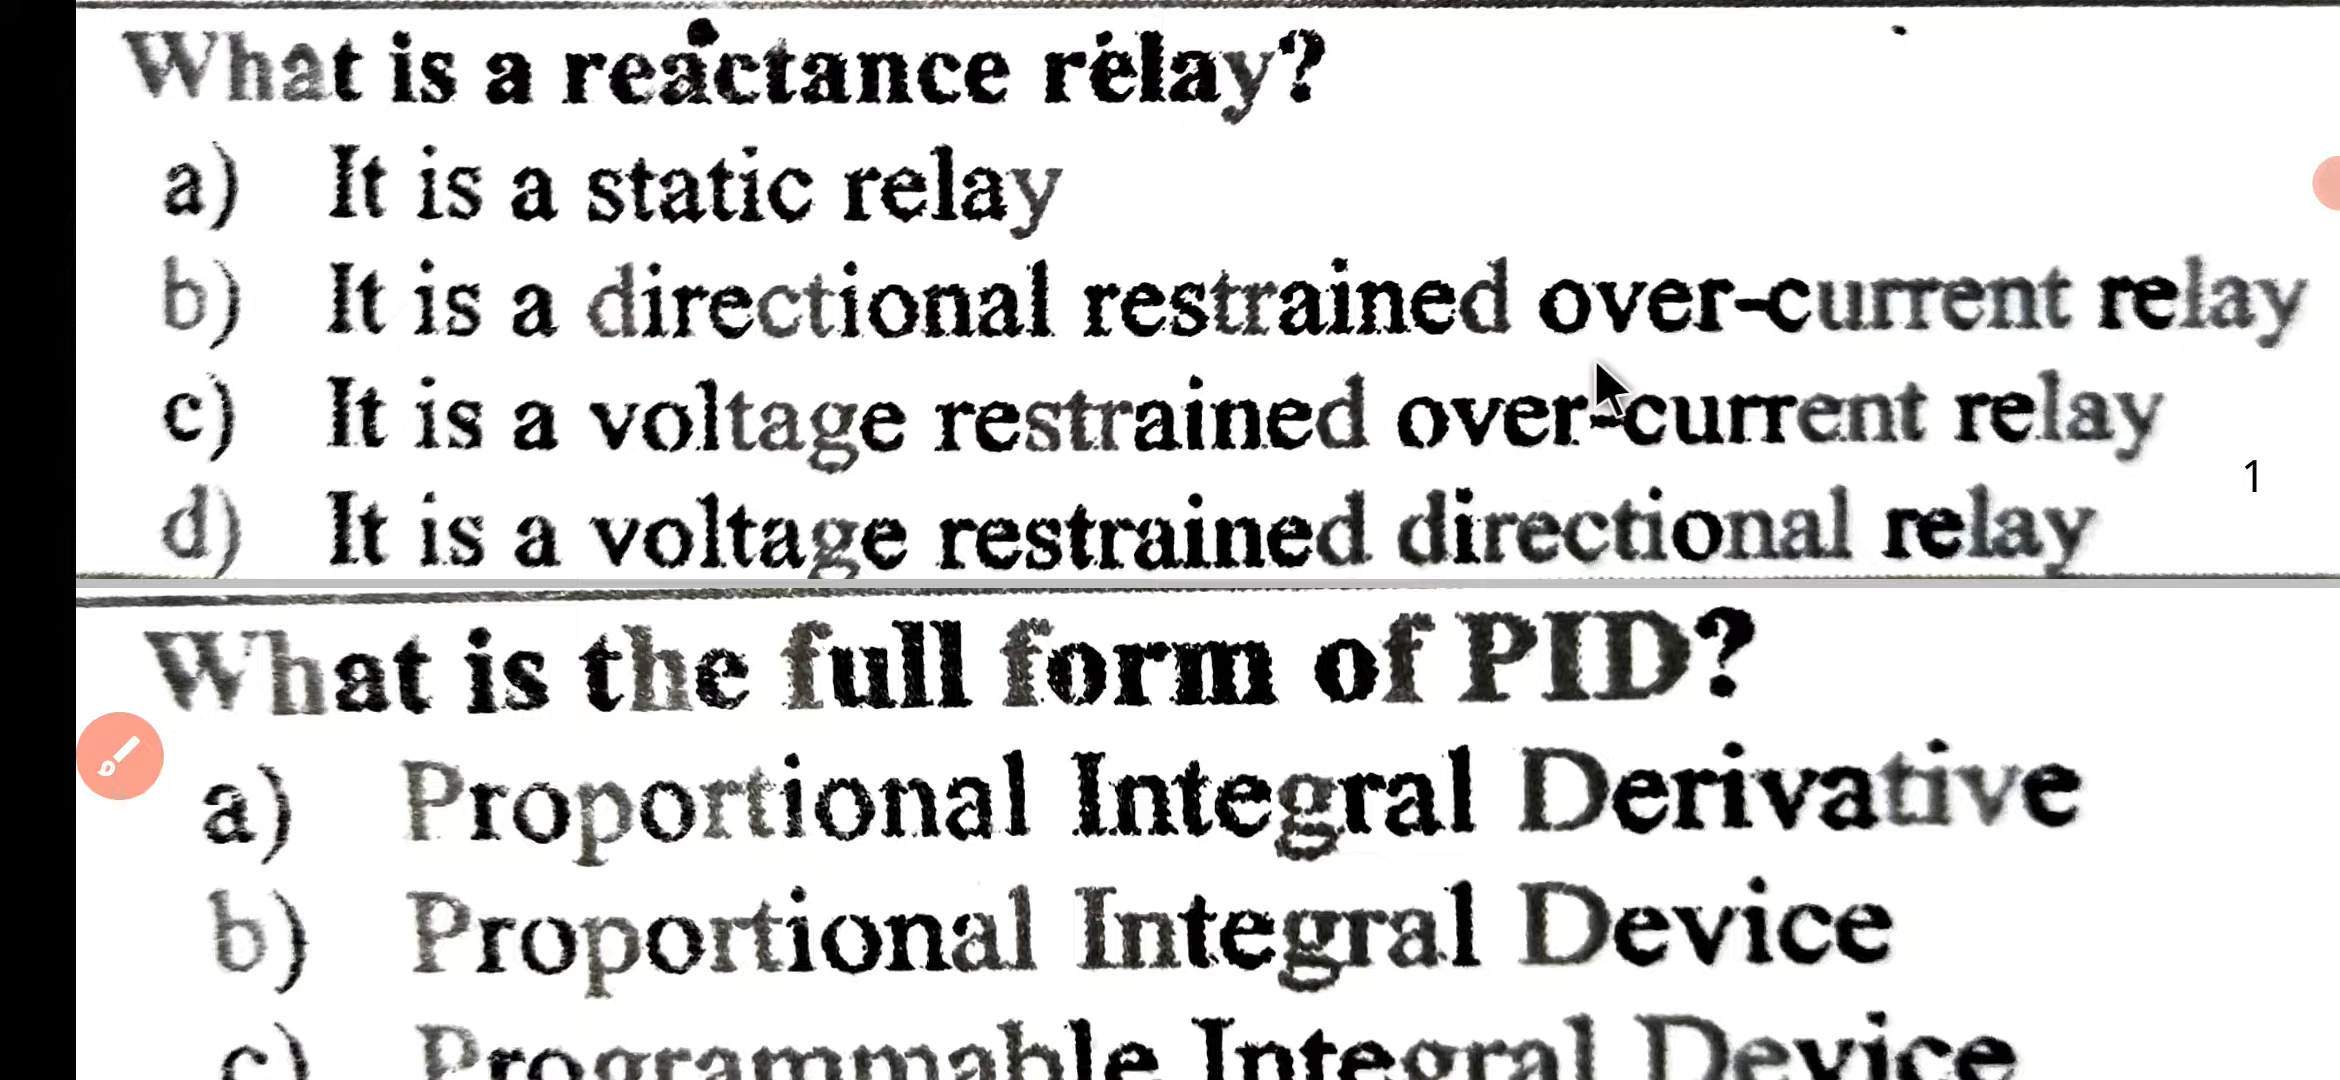 What is a reactance relay?
a) It is a static relay
b) It is a directional restrained over-current relay
c) It is a voltage restrained over-current relay
1
d) It is a voltage restrained directional relay
What is the full form of PID?
a) Proportional Integral Derivative
b) Proportional Integral Device
c) Programmable Integral Device